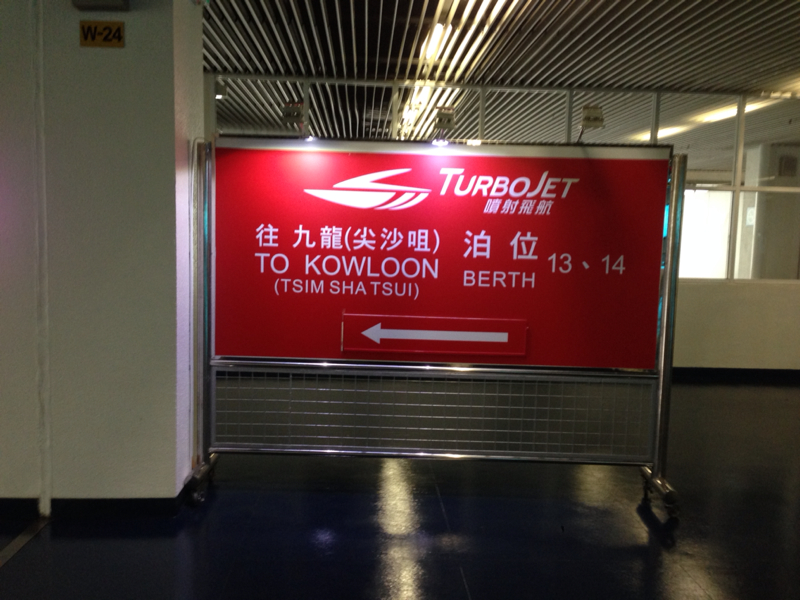 W-24
TURBOJET
噴射飛航
往 九龍(尖沙咀)
TO KOWLOON
(TSIM SHA TSUI)
泊 位
BERTH
13、14